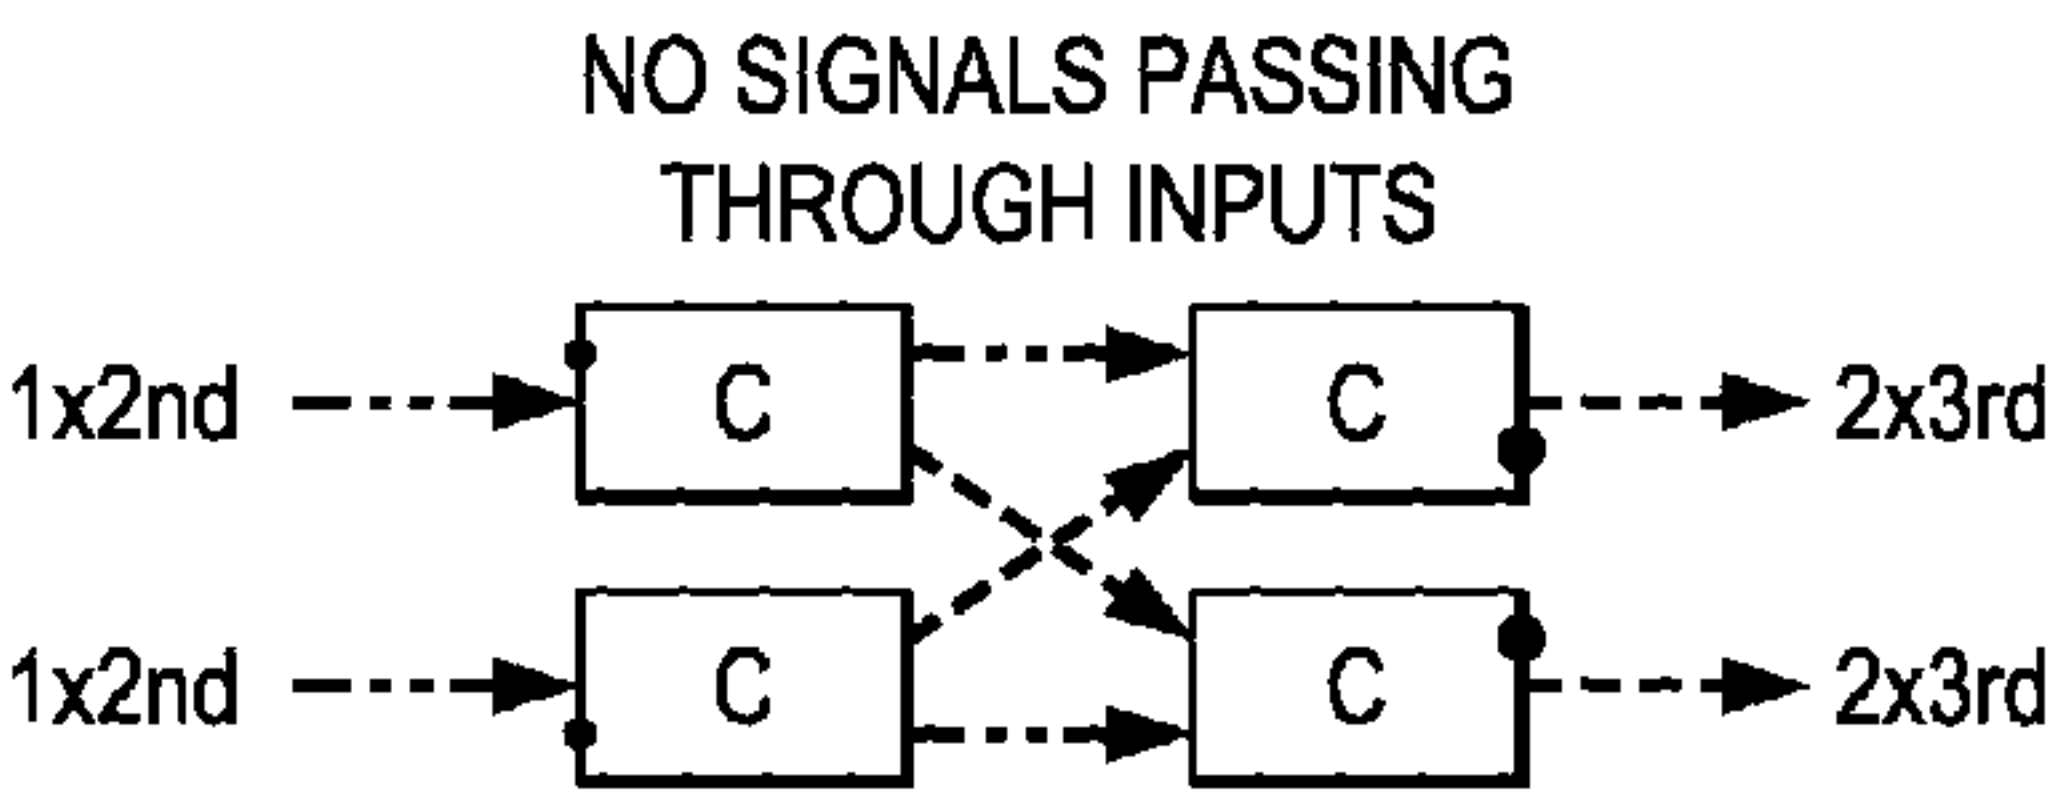 NO SIGNALS PASSING
THROUGH INPUTS
1x2nd C C 2x3rd
1x2nd C C 2x3rd